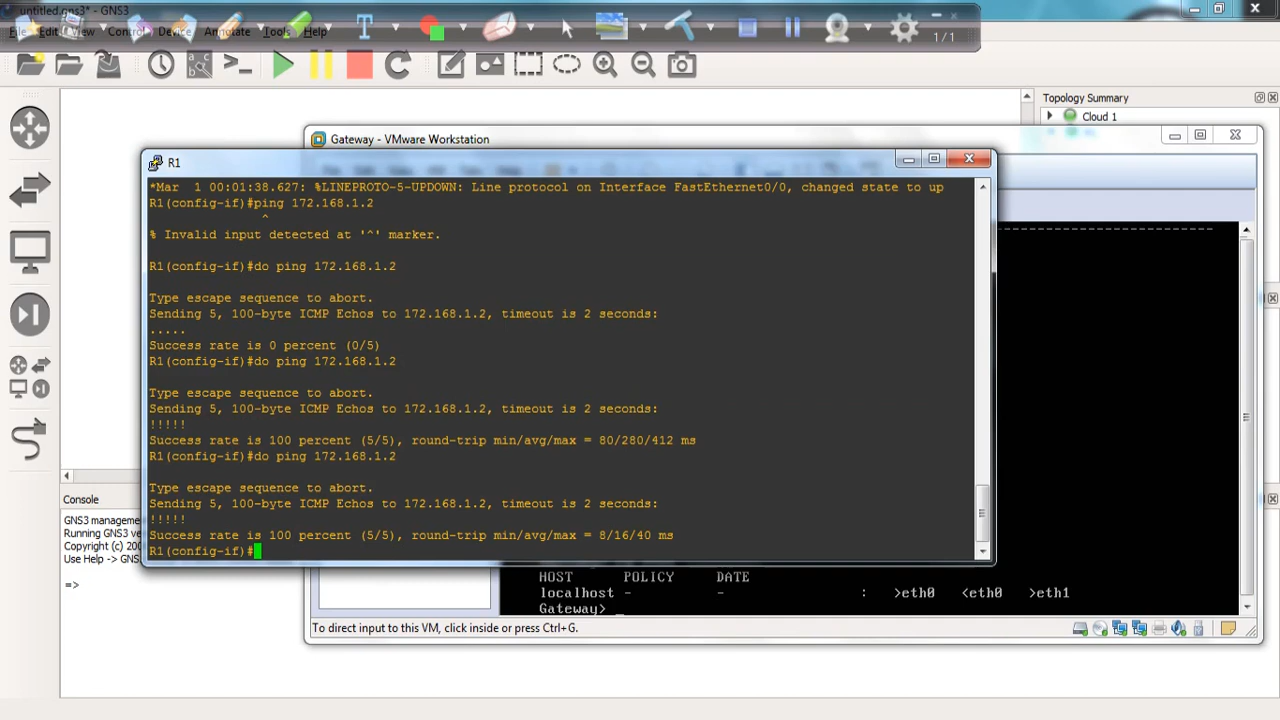 untitled.gns3* - GNS3
File Edit View Control Device Annotate Tools Help
1/1
Topology Summary
Cloud 1
Gateway - VMware Workstation
R1
*Mar  1 00:01:38.627: %LINEPROTO-5-UPDOWN: Line protocol on Interface FastEthernet0/0, changed state to up
R1(config-if)#ping 172.168.1.2
^
% Invalid input detected at '^' marker.
R1(config-if)#do ping 172.168.1.2
Type escape sequence to abort.
Sending 5, 100-byte ICMP Echos to 172.168.1.2, timeout is 2 seconds:
.....
Success rate is 0 percent (0/5)
R1(config-if)#do ping 172.168.1.2
Type escape sequence to abort.
Sending 5, 100-byte ICMP Echos to 172.168.1.2, timeout is 2 seconds:
!!!!!
Success rate is 100 percent (5/5), round-trip min/avg/max = 80/280/412 ms
R1(config-if)#do ping 172.168.1.2
Type escape sequence to abort.
Sending 5, 100-byte ICMP Echos to 172.168.1.2, timeout is 2 seconds:
!!!!!
Success rate is 100 percent (5/5), round-trip min/avg/max = 8/16/40 ms
R1(config-if)#
Console
GNS3 manageme
Running GNS3 ve
Copyright (c) 200
Use Help -> GNS
=>
HOST POLICY DATE
localhost - - : >eth0 <eth0 >eth1
Gateway> _
To direct input to this VM, click inside or press Ctrl+G.